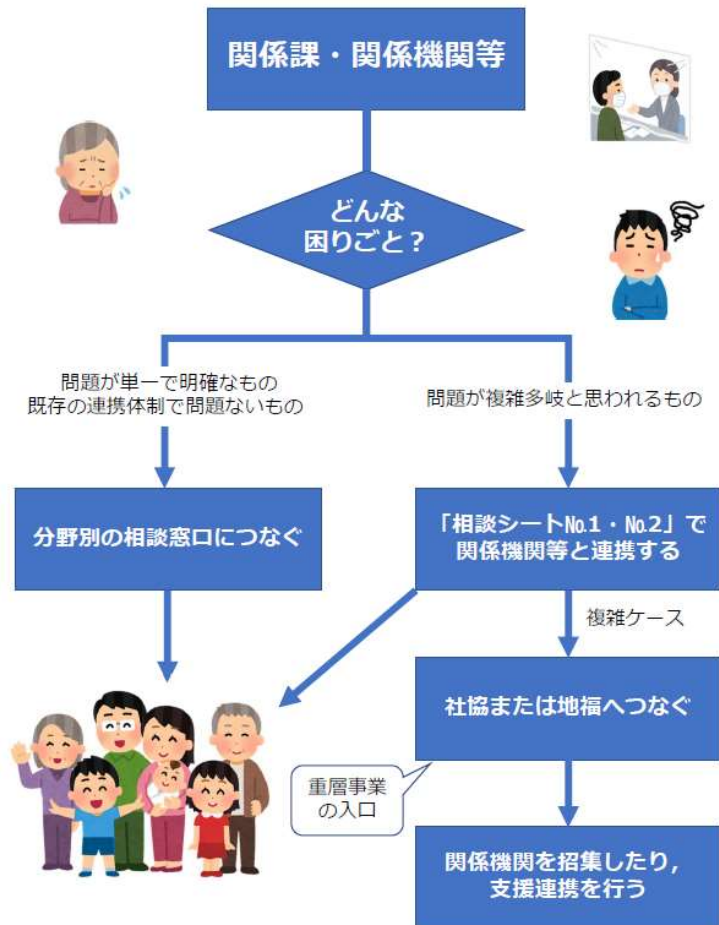 関係課・関係機関等
どんな
困りごと？
問題が単一で明確なもの
既存の連携体制で問題ないもの
問題が複雑多岐と思われるもの
分野別の相談窓口につなぐ
「相談シート№1・№2」で
関係機関等と連携する
複雑ケース
社協または地福へつなぐ
重層事業
の入口
関係機関を招集したり，
支援連携を行う